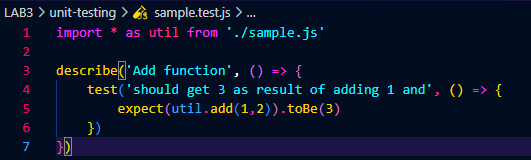 LAB3 > unit-testing > sample.test.js > ...
1 import * as util from './sample.js'
2
3 describe('Add function', () => {
4 test('should get 3 as result of adding 1 and', () => {
5 expect(util.add(1,2)).toBe(3)
6 })
7 })